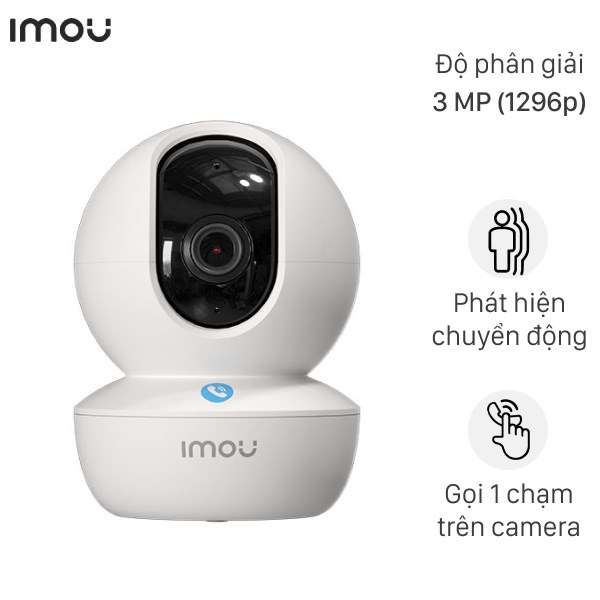 imou
Độ phân giải
3 MP (1296p)
Phát hiện
chuyển động
imou
Gọi 1 chạm
trên camera